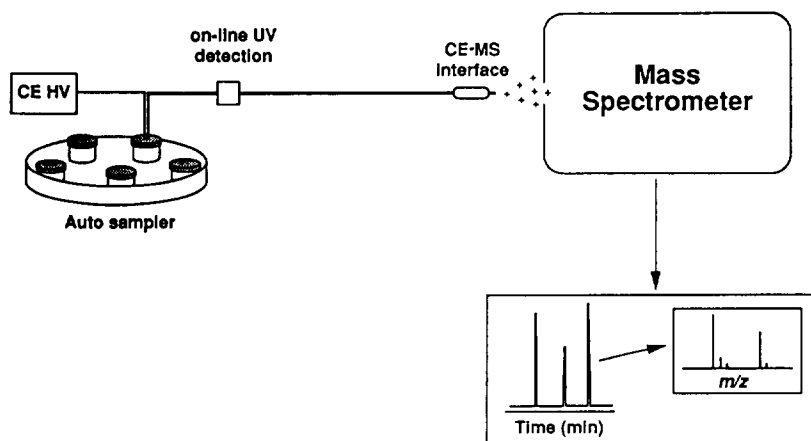 on-line UV
detection
CE-MS
Interface
CE HV
Mass
Spectrometer
Auto sampler
m/z
Time (min)